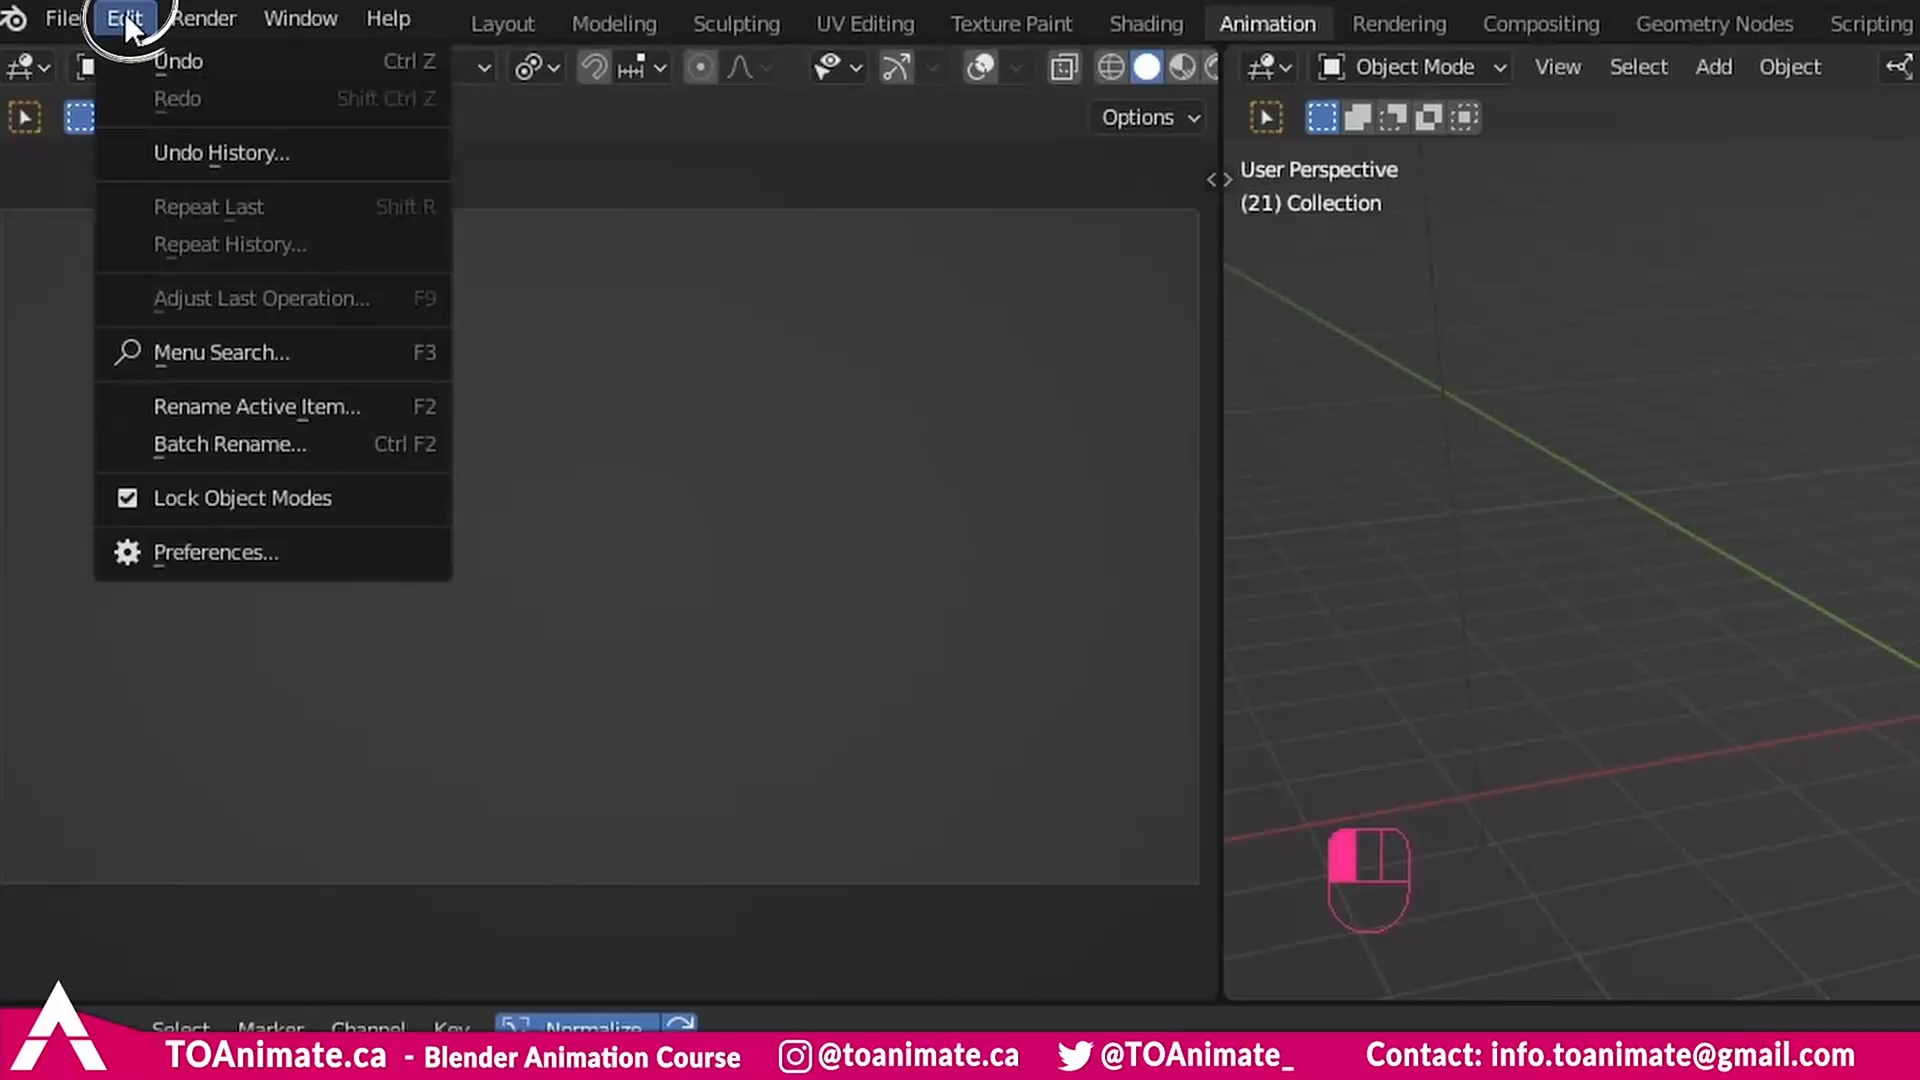 File Edit Render Window Help Layout Modeling Sculpting UV Editing Texture Paint Shading Animation Rendering Compositing Geometry Nodes Scripting
Object Mode View Select Add Object
Options
Undo Ctrl Z
Redo Shift Ctrl Z
Undo History...
Repeat Last Shift R
Repeat History...
Adjust Last Operation... F9
Menu Search... F3
Rename Active Item... F2
Batch Rename... Ctrl F2
Lock Object Modes
Preferences...
User Perspective
(21) Collection
Select Marker Channel Key Normalize
TOAnimate.ca - Blender Animation Course @toanimate.ca @TOAnimate_ Contact: info.toanimate@gmail.com